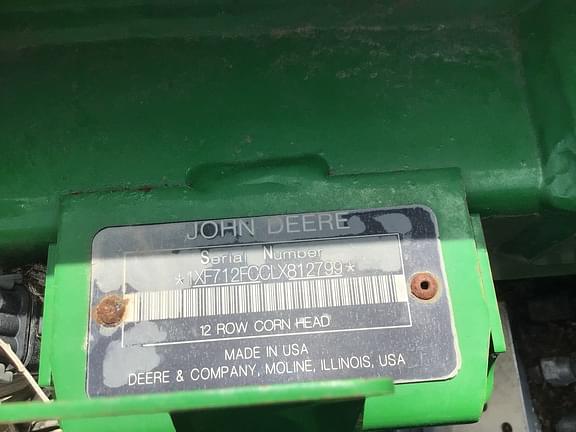 JOHN DEERE
Serial Number
*1XF712FCCLX812799*
12 ROW CORN HEAD
MADE IN USA
DEERE & COMPANY, MOLINE, ILLINOIS, USA